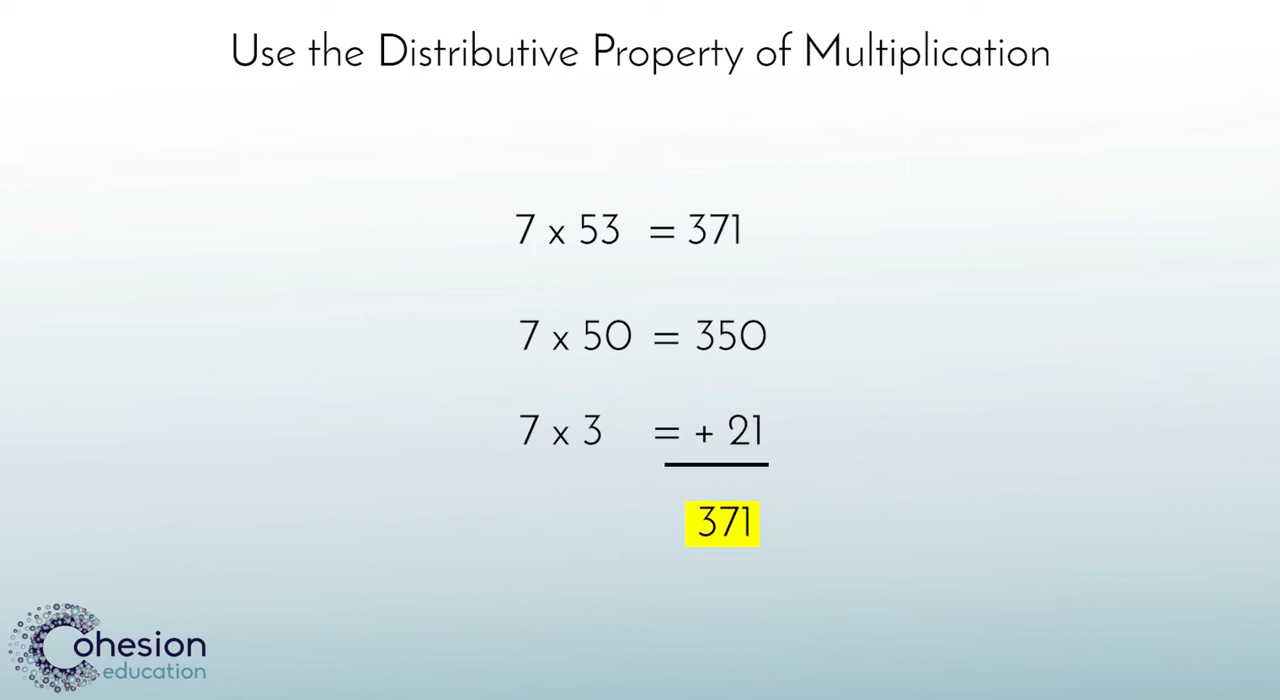 Use the Distributive Property of Multiplication
7 x 53 = 371
7 x 50 = 350
7 x 3 = + 21
371
Cohesion
education